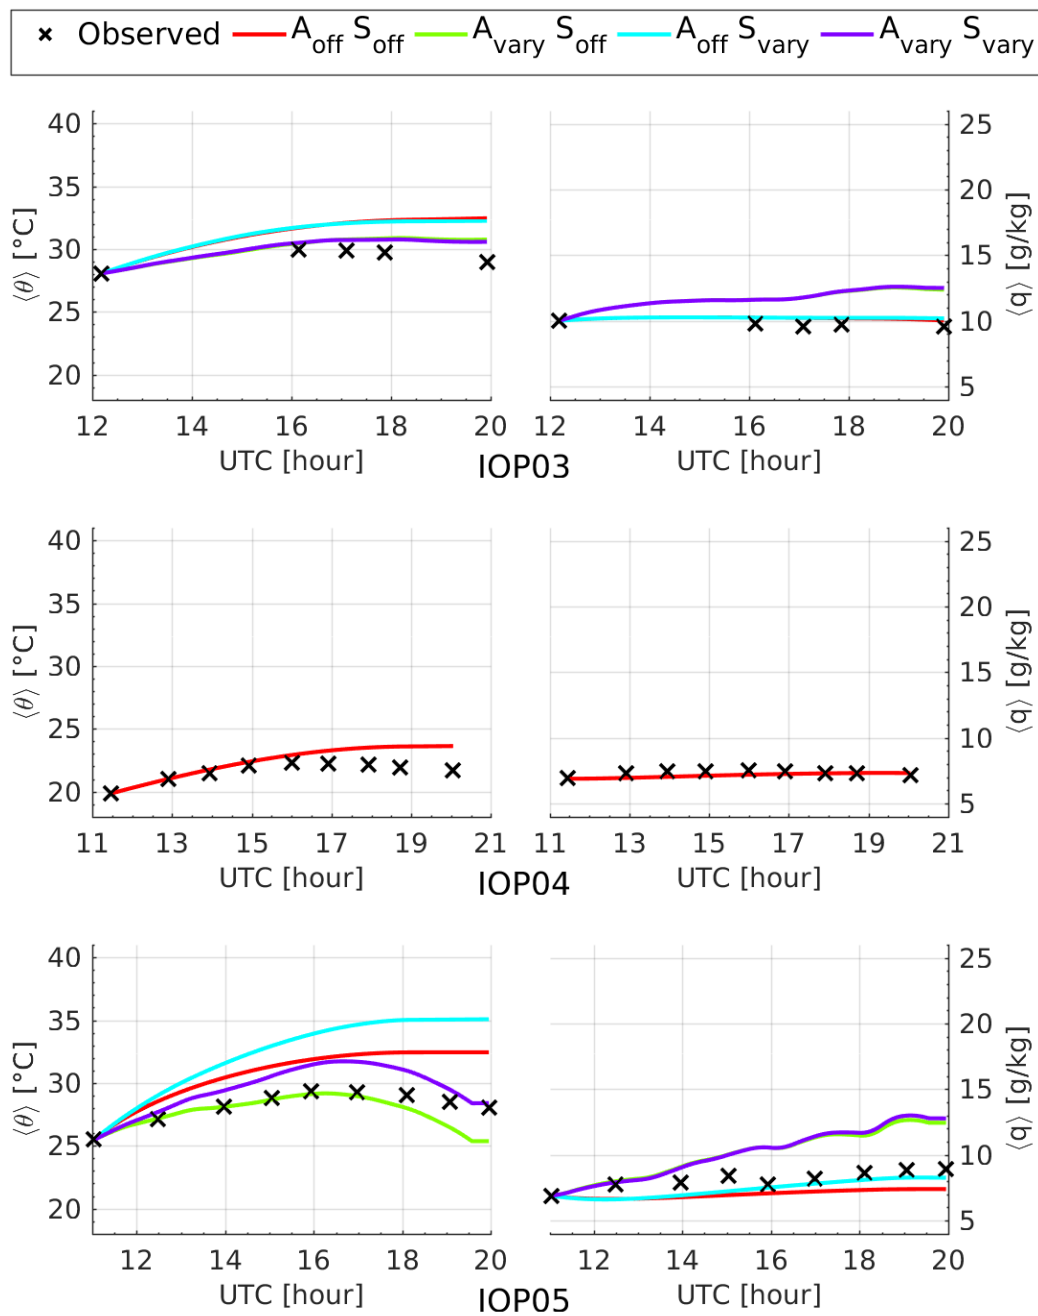 Observed A_off S_off A_vary S_off A_off S_vary A_vary S_vary
40
35
30
25
20
⟨θ⟩ [°C]
12 14 16 18 20
UTC [hour]
25
20
15
10
5
⟨q⟩ [g/kg]
12 14 16 18 20
UTC [hour]
IOP03
40
35
30
25
20
⟨θ⟩ [°C]
11 13 15 17 19 21
UTC [hour]
25
20
15
10
5
⟨q⟩ [g/kg]
11 13 15 17 19 21
UTC [hour]
IOP04
40
35
30
25
20
⟨θ⟩ [°C]
12 14 16 18 20
UTC [hour]
25
20
15
10
5
⟨q⟩ [g/kg]
12 14 16 18 20
UTC [hour]
IOP05